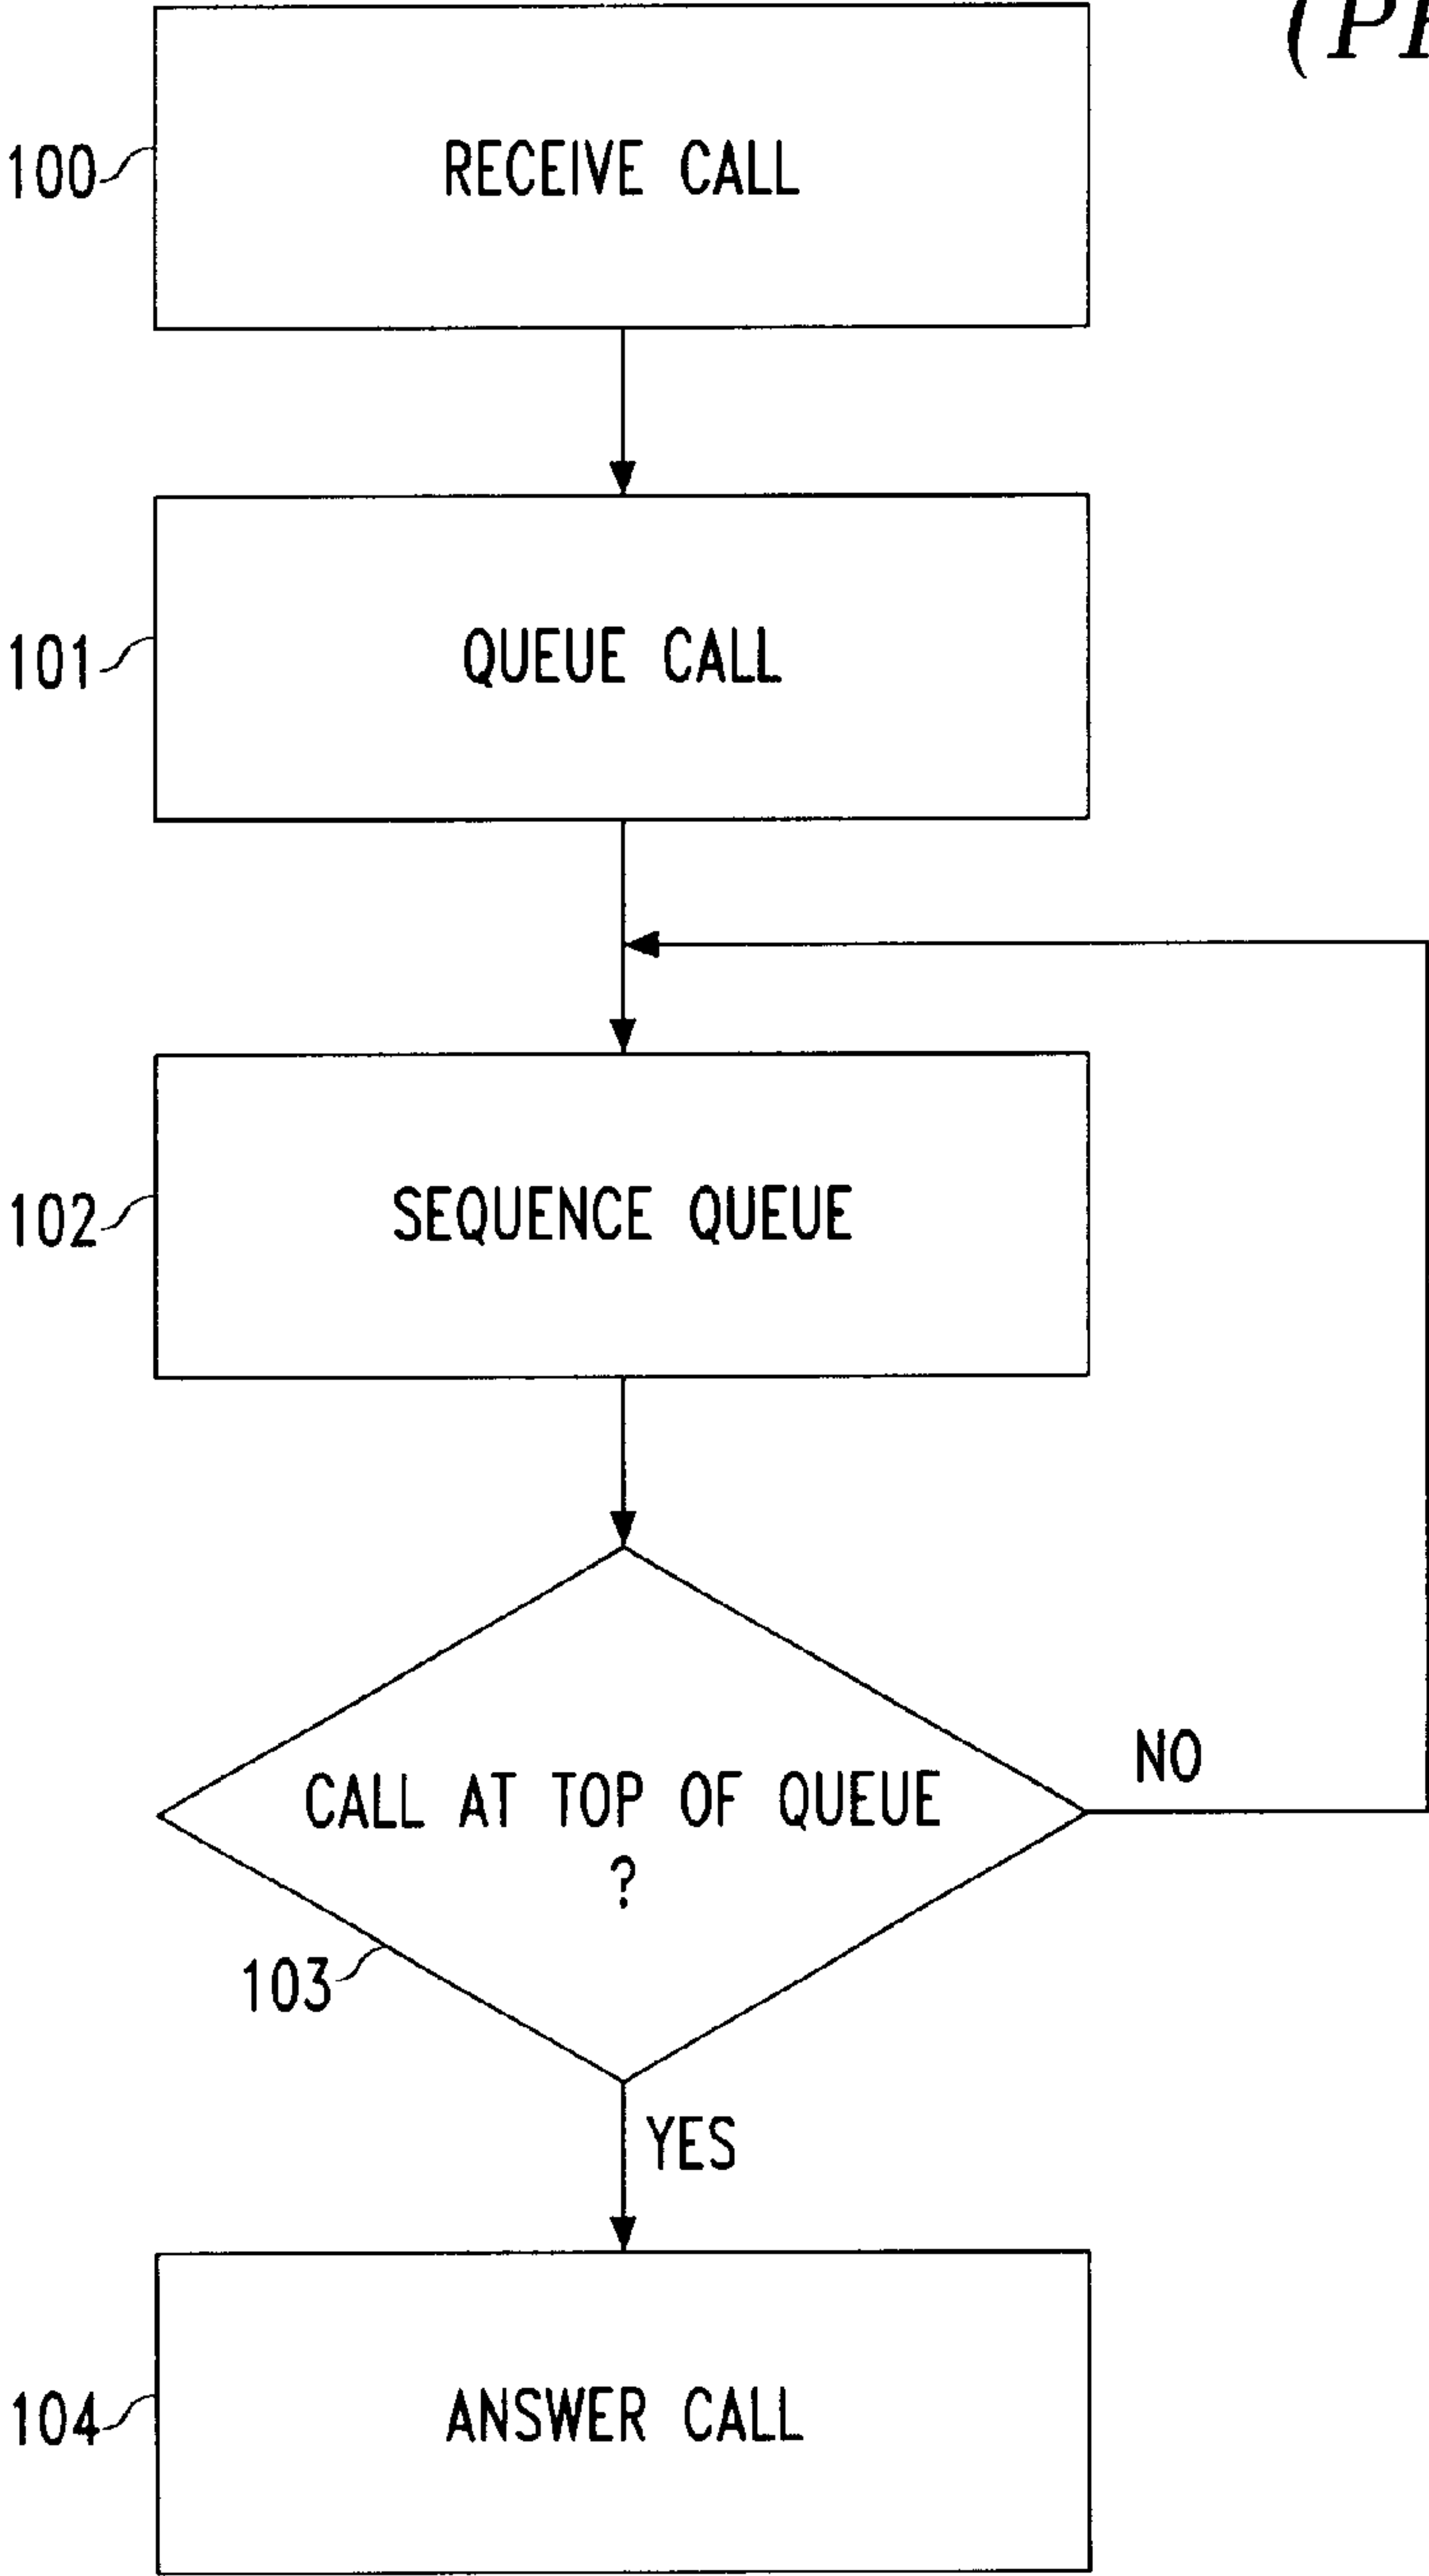 100
RECEIVE CALL
101
QUEUE CALL
102
SEQUENCE QUEUE
CALL AT TOP OF QUEUE
?
NO
103
YES
104
ANSWER CALL